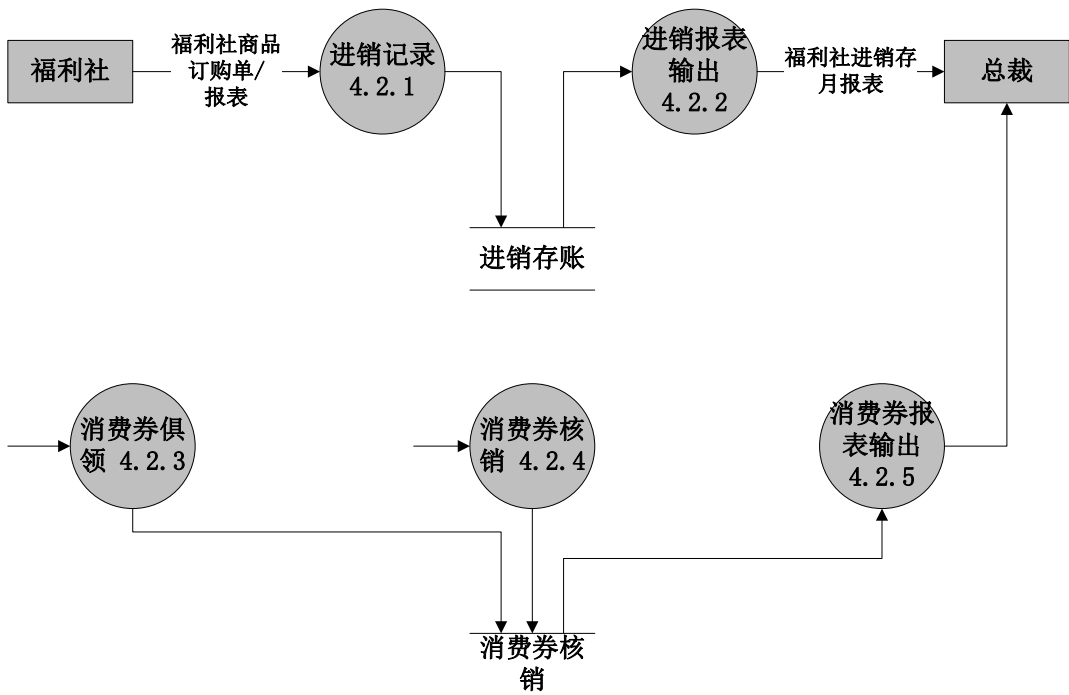 福利社
福利社商品
订购单/
报表
进销记录
4.2.1
进销报表
输出
4.2.2
福利社进销存
月报表
总裁
进销存账
消费券俱
领 4.2.3
消费券核
销 4.2.4
消费券报
表输出
4.2.5
消费券核
销